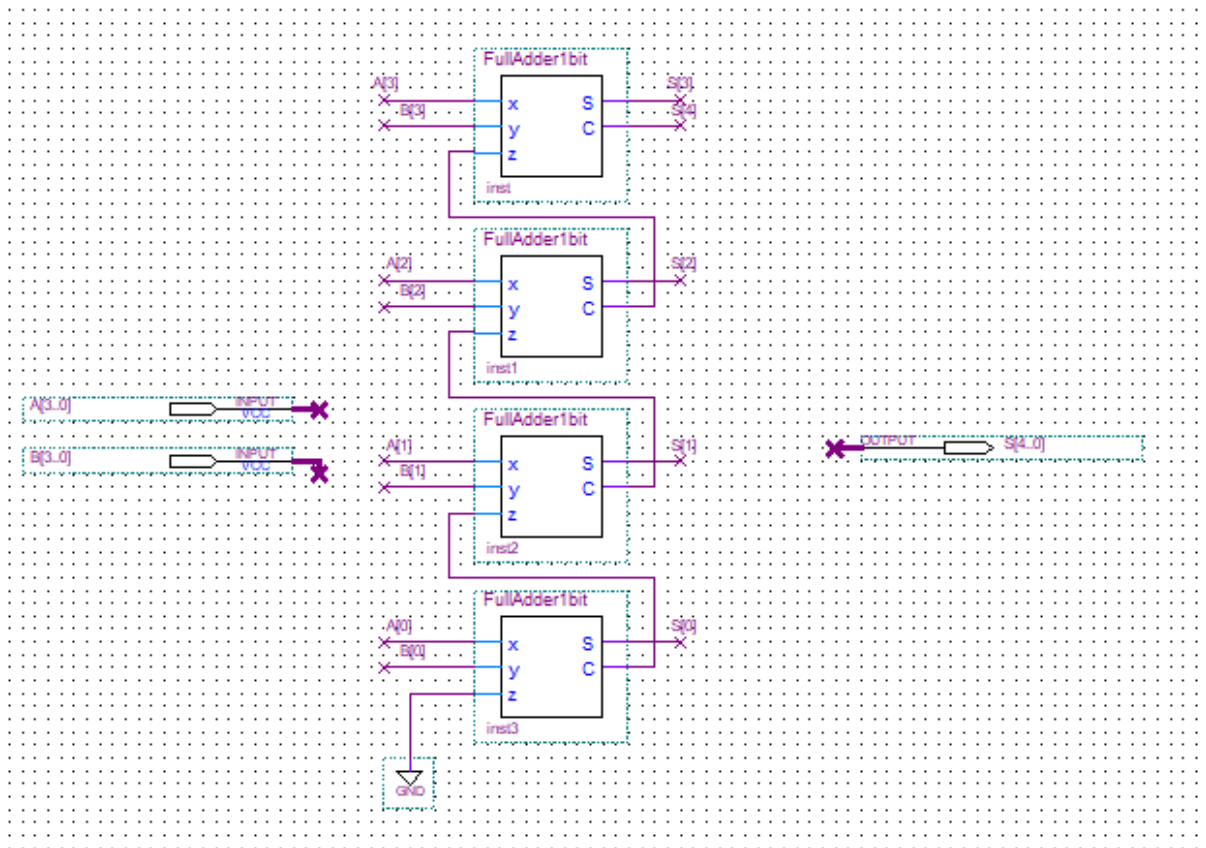 FullAdder1bit
A[3]
B[3]
x
y
z
S
C
S[3]
S[4]
inst
FullAdder1bit
A[2]
B[2]
x
y
z
S
C
S[2]
inst1
A[3..0]
INPUT
VCC
B[3..0]
INPUT
VCC
FullAdder1bit
A[1]
B[1]
x
y
z
S
C
S[1]
inst2
OUTPUT
S[4..0]
FullAdder1bit
A[0]
B[0]
x
y
z
S
C
S[0]
inst3
GND